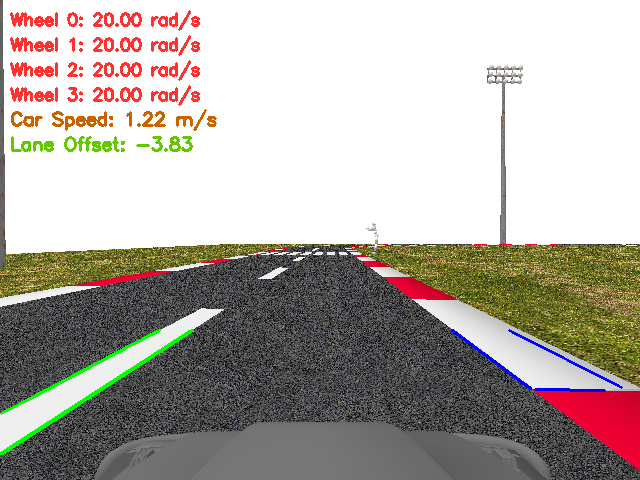 Wheel 0: 20.00 rad/s
Wheel 1: 20.00 rad/s
Wheel 2: 20.00 rad/s
Wheel 3: 20.00 rad/s
Car Speed: 1.22 m/s
Lane Offset: -3.83